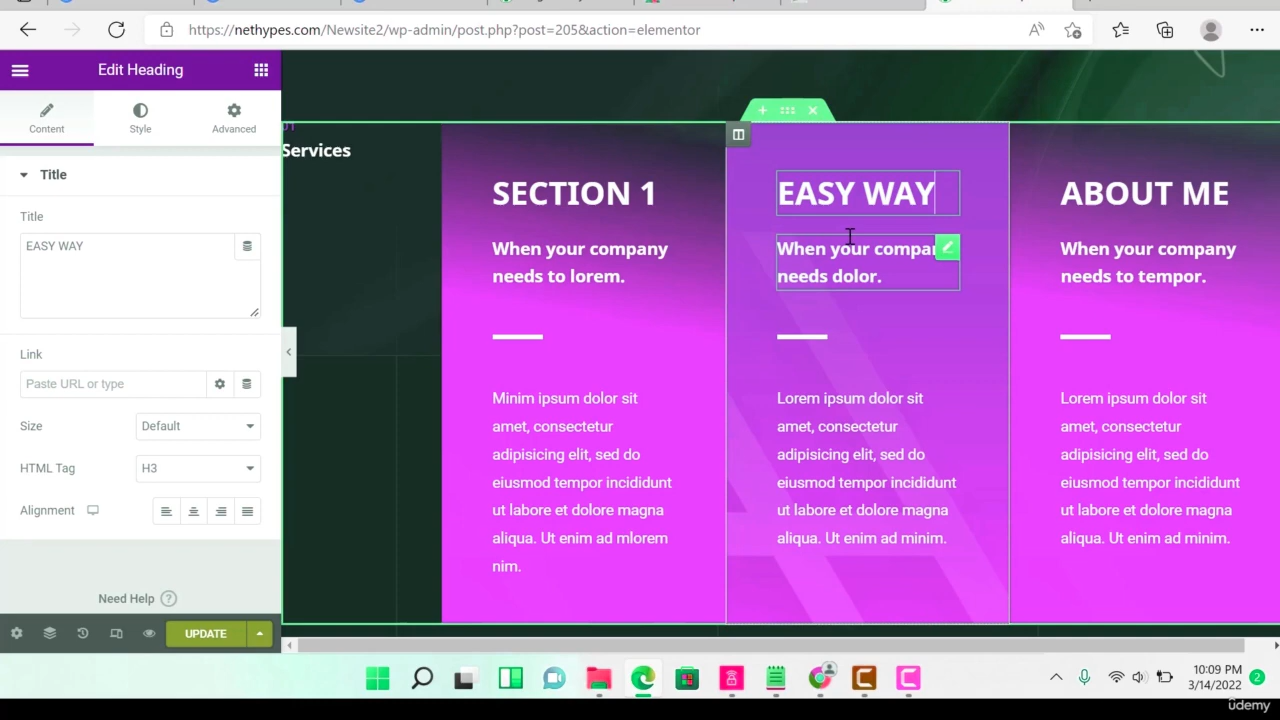 https://nethypes.com/Newsite2/wp-admin/post.php?post=205&action=elementor
Edit Heading
Content
Style
Advanced
Title
Title
EASY WAY
Link
Paste URL or type
Size
Default
HTML Tag
H3
Alignment
Need Help
UPDATE
01
Services
SECTION 1
When your company
needs to lorem.
Minim ipsum dolor sit
amet, consectetur
adipisicing elit, sed do
eiusmod tempor incididunt
ut labore et dolore magna
aliqua. Ut enim ad mlorem
nim.
EASY WAY
When your compan
needs dolor.
Lorem ipsum dolor sit
amet, consectetur
adipisicing elit, sed do
eiusmod tempor incididunt
ut labore et dolore magna
aliqua. Ut enim ad minim.
ABOUT ME
When your company
needs to tempor.
Lorem ipsum dolor sit
amet, consectetur
adipisicing elit, sed do
eiusmod tempor incididunt
ut labore et dolore magna
aliqua. Ut enim ad minim.
10:09 PM
3/14/2022
2
ûdemy